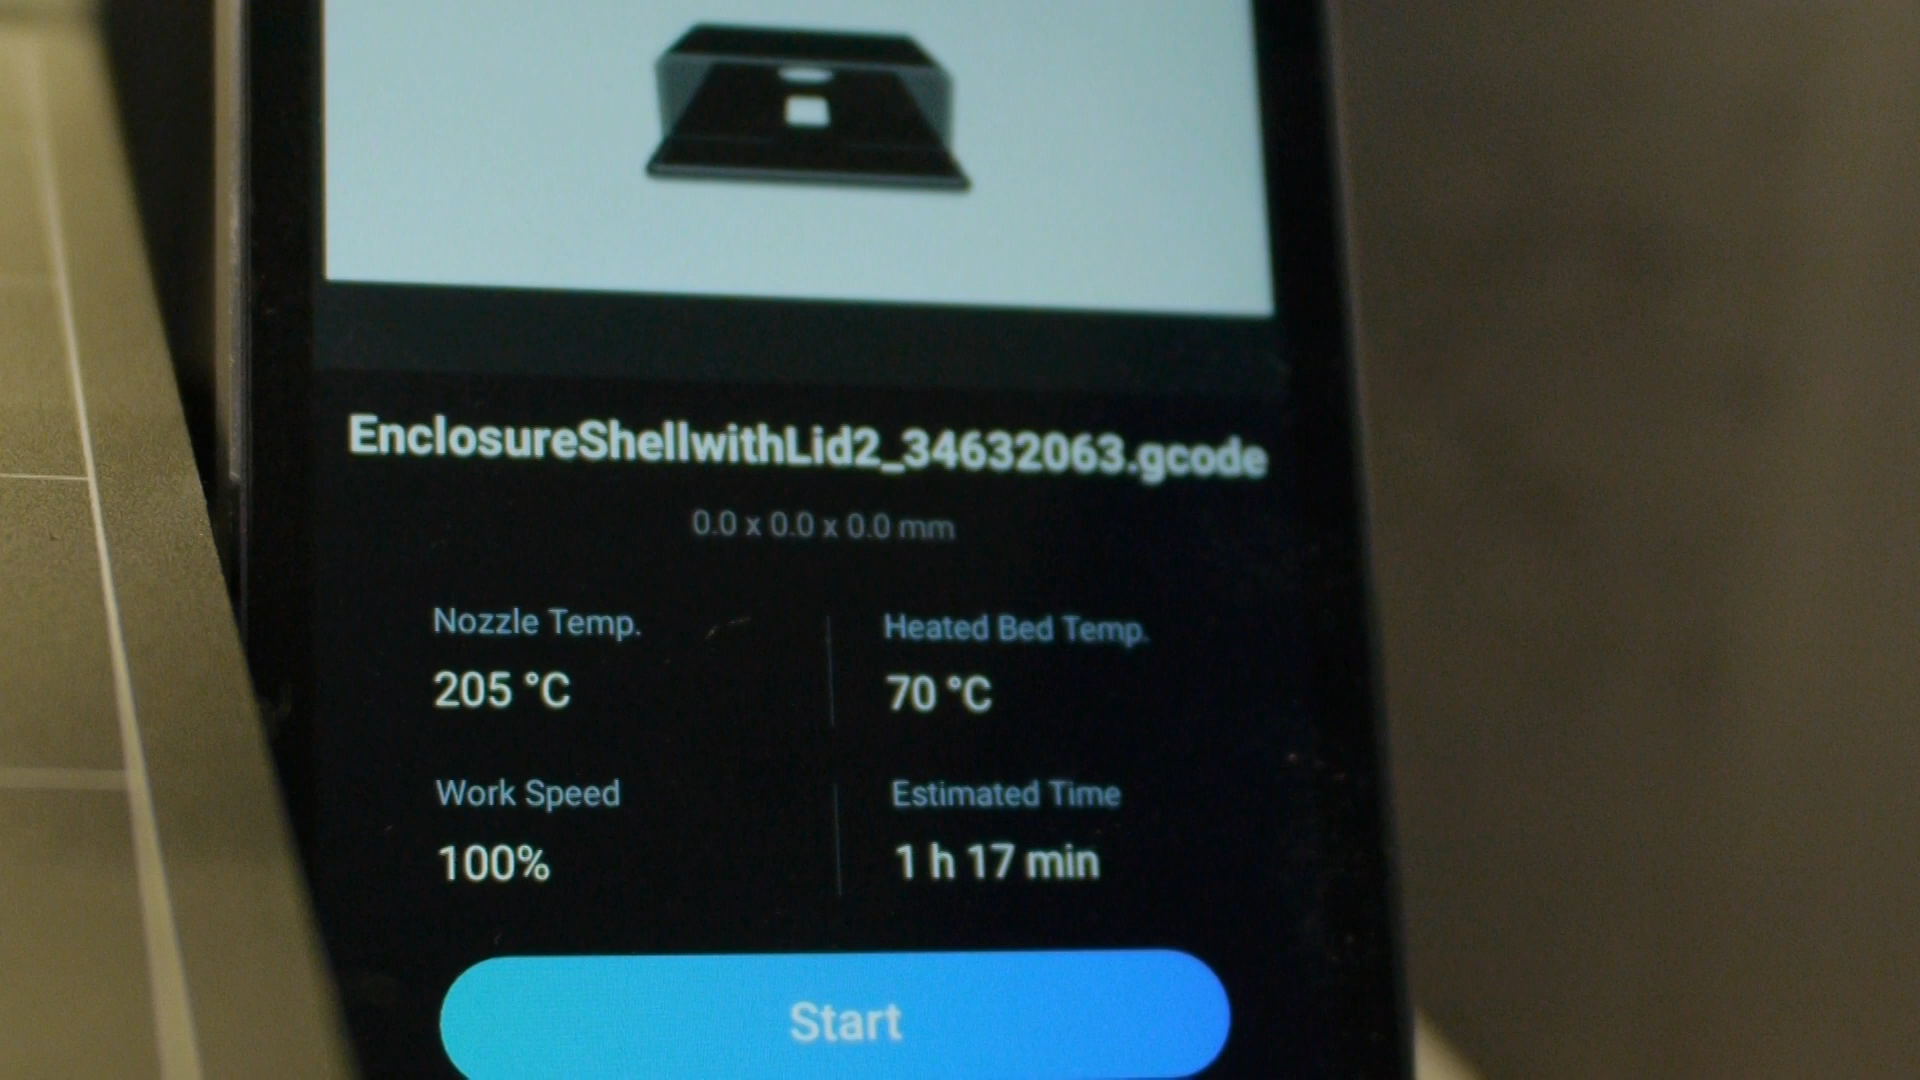 EnclosureShellwithLid2_34632063.gcode
0.0 x 0.0 x 0.0 mm
Nozzle Temp.
Heated Bed Temp.
205 °C
70 °C
Work Speed
Estimated Time
100%
1 h 17 min
Start